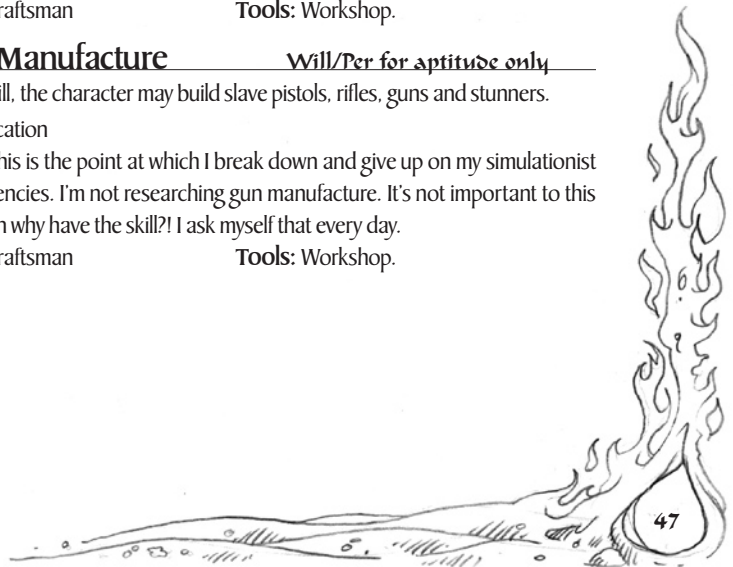 raftsman Tools: Workshop.
Manufacture Will/Per for aptitude only
ill, the character may build slave pistols, rifles, guns and stunners.
cation
his is the point at which I break down and give up on my simulationist
encies. I'm not researching gun manufacture. It's not important to this
n why have the skill?! I ask myself that every day.
raftsman Tools: Workshop.
47